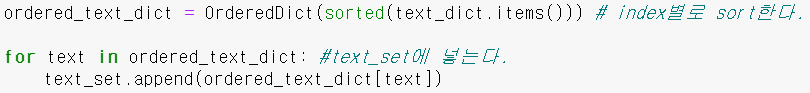 ordered_text_dict = OrderedDict(sorted(text_dict.items())) # index별로 sort한다.
for text in ordered_text_dict: #text_set에 넣는다.
text_set.append(ordered_text_dict[text])